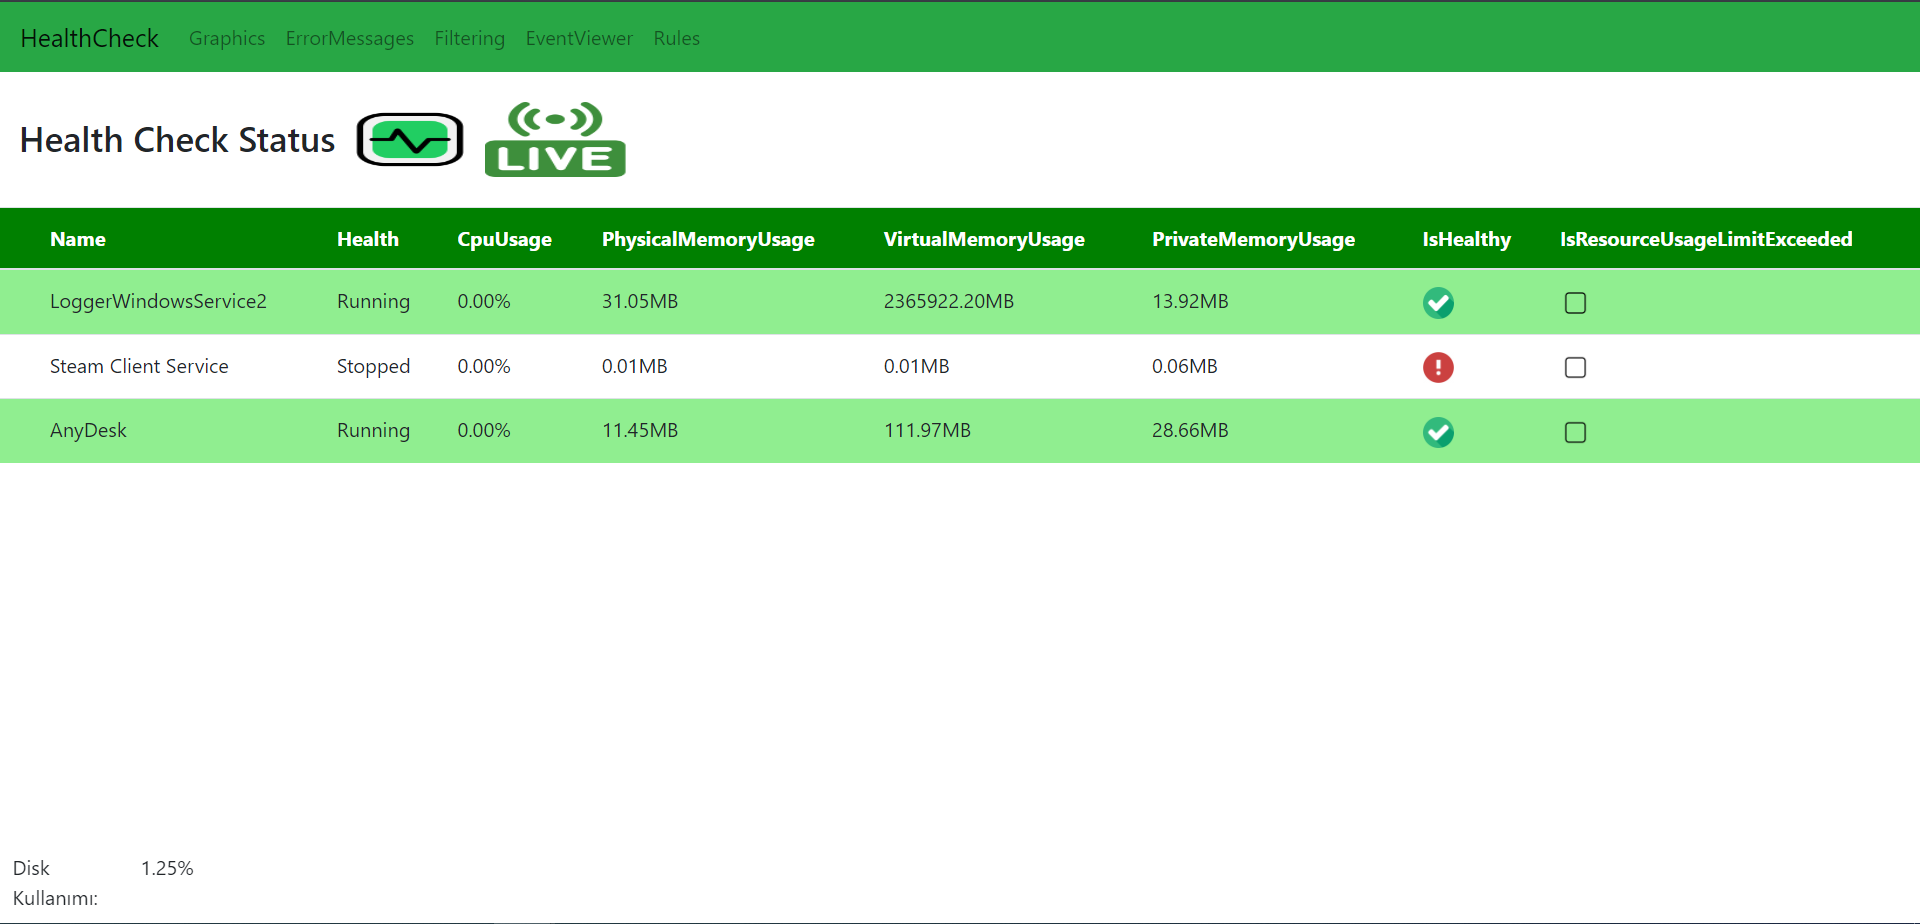 HealthCheck Graphics ErrorMessages Filtering EventViewer Rules
Health Check Status LIVE
Name Health CpuUsage PhysicalMemoryUsage VirtualMemoryUsage PrivateMemoryUsage IsHealthy IsResourceUsageLimitExceeded
LoggerWindowsService2 Running 0.00% 31.05MB 2365922.20MB 13.92MB
Steam Client Service Stopped 0.00% 0.01MB 0.01MB 0.06MB
AnyDesk Running 0.00% 11.45MB 111.97MB 28.66MB
Disk 1.25%
Kullanımı: